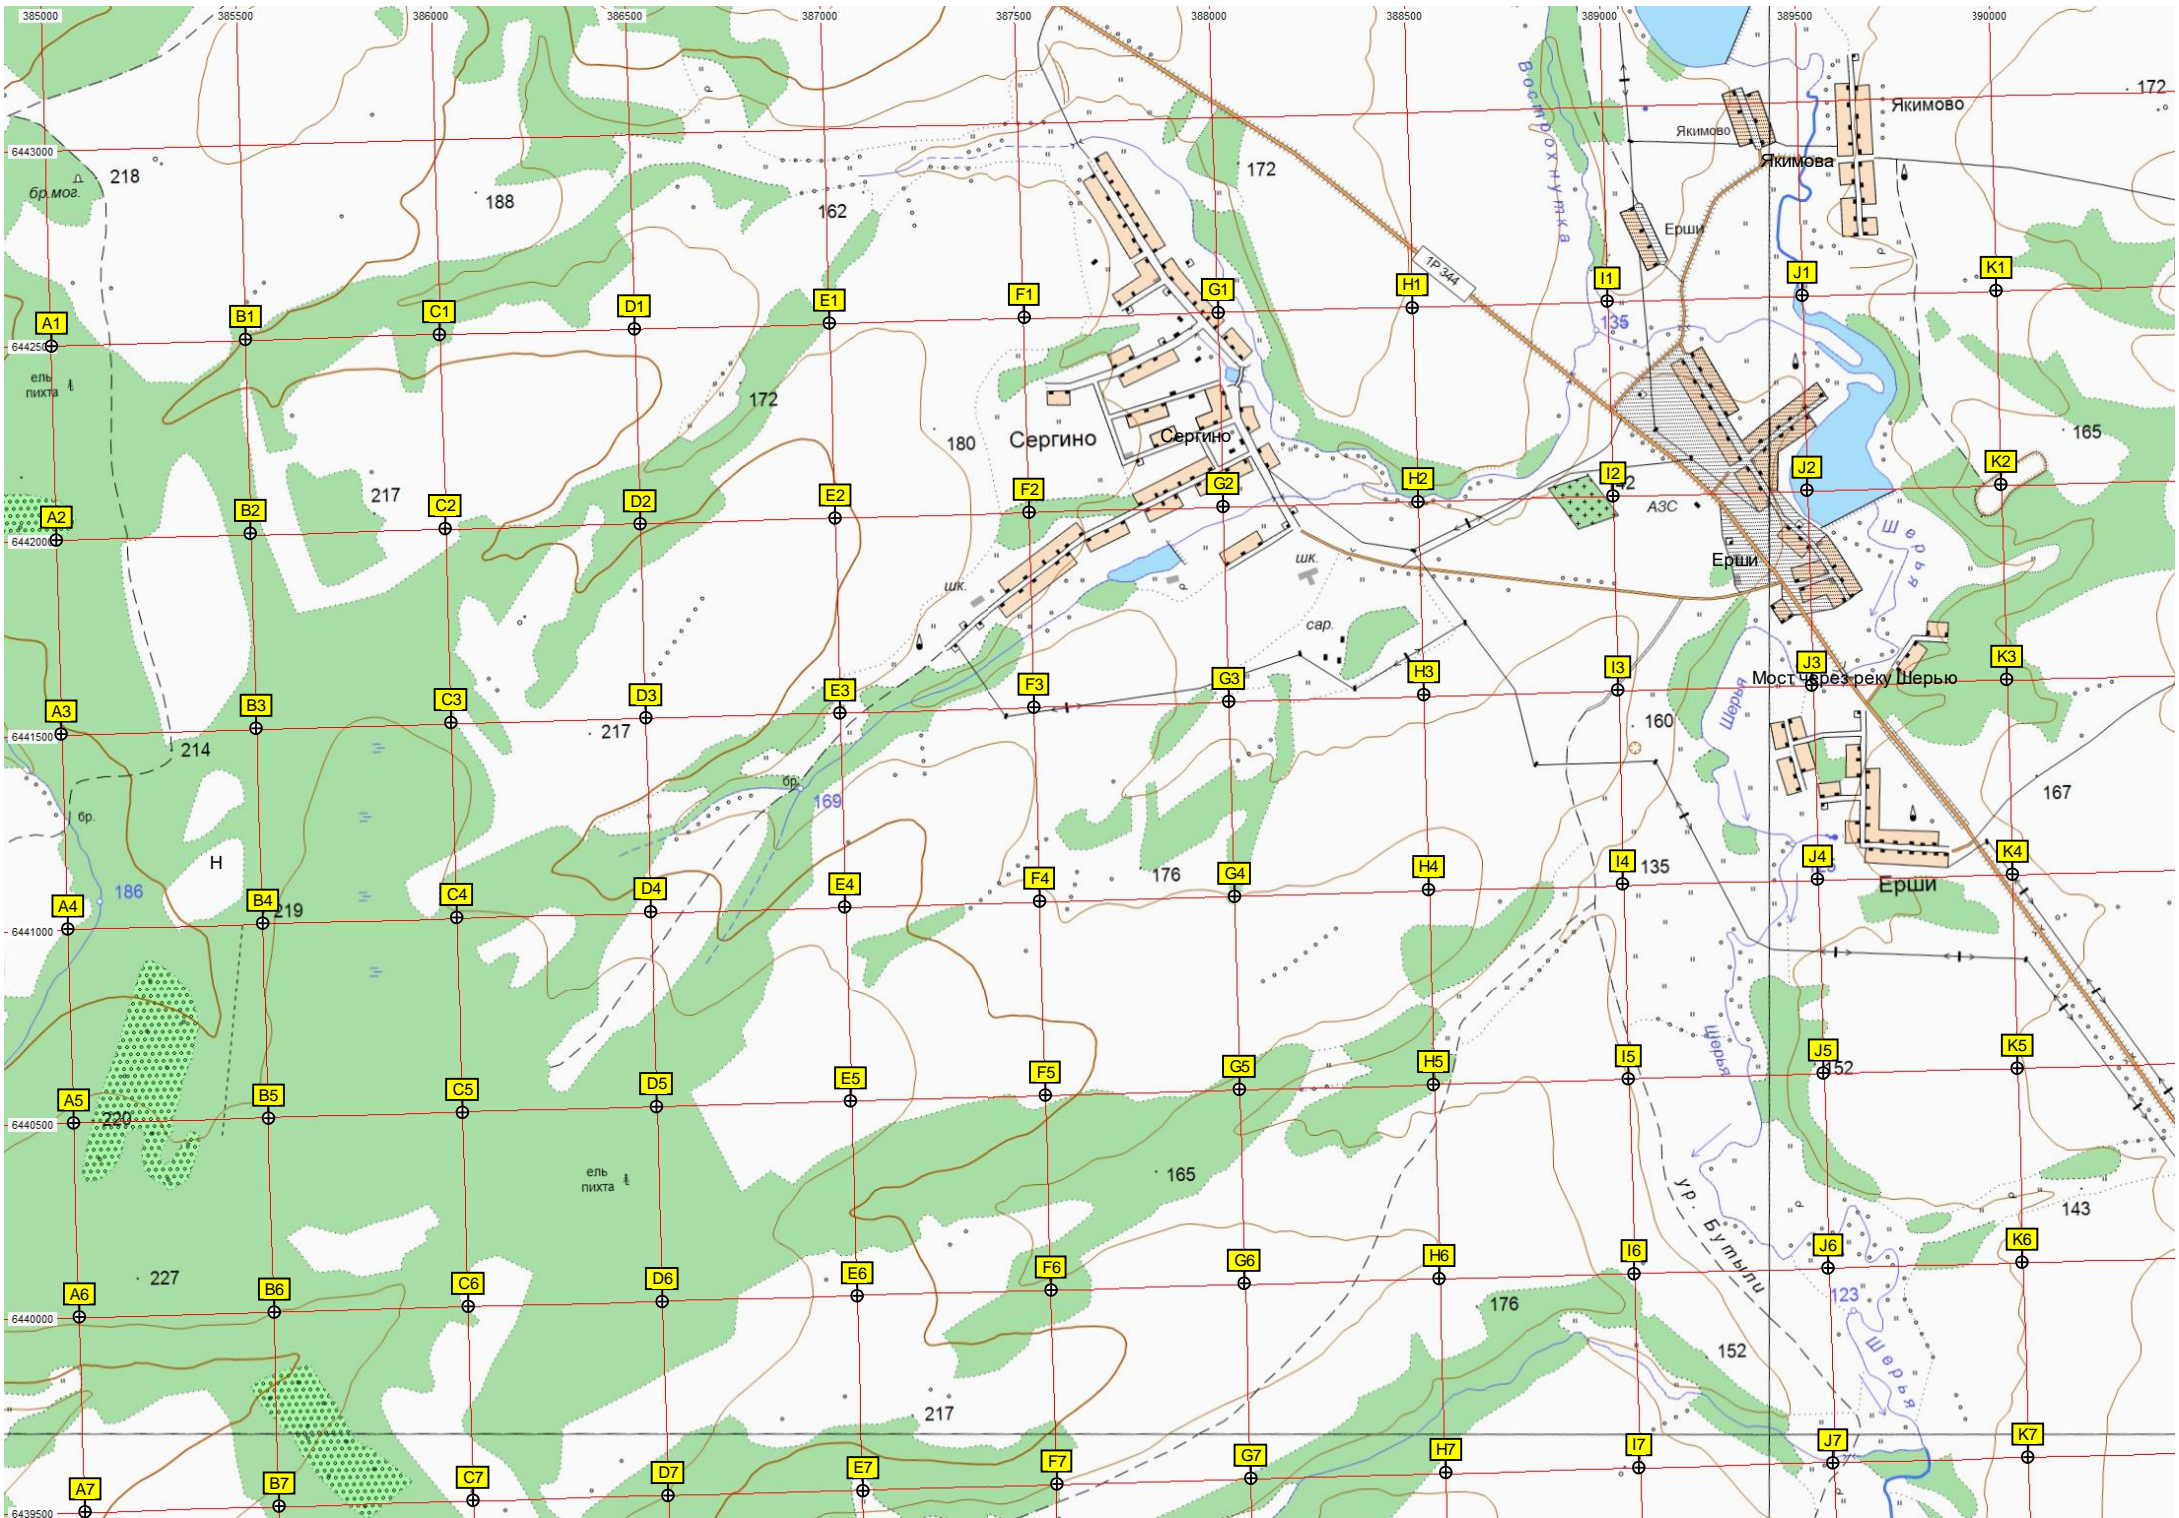 385000 385500 386000 386500 387000 387500 388000 388500 389000 389500 390000
172
Якимово
Якимово
Якимова
6443000
218
бр.мог.
188
162
172
Вострохнутка
Ерши
1Р 344
A1 B1 C1 D1 E1 F1 G1 H1 I1 J1 K1
135
6442500
ель
пихта
172
180
Сергино
Сергино
165
217
A2 B2 C2 D2 E2 F2 G2 H2 I2 J2 K2
АЗС
Шерья
6442000
шк.
шк.
Ерши
сар.
A3 B3 C3 D3 E3 F3 G3 H3 I3 J3 K3
Мост через реку Шерью
Шерья
217
160
6441500
214
бр.
169
167
бр.
Н
186
176
135
A4 B4 C4 D4 E4 F4 G4 H4 I4 J4 K4
Ерши
219
6441000
Шерья
A5 B5 C5 D5 E5 F5 G5 H5 I5 J5 K5
152
220
6440500
ель
пихта
165
ур. Бутыли
143
227
A6 B6 C6 D6 E6 F6 G6 H6 I6 J6 K6
176
123
6440000
152
Шерья
217
A7 B7 C7 D7 E7 F7 G7 H7 I7 J7 K7
6439500